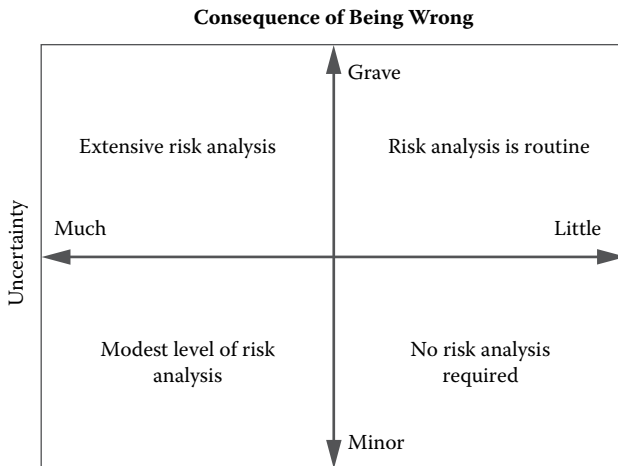 Consequence of Being Wrong
Grave
Extensive risk analysis
Risk analysis is routine
Uncertainty
Much
Little
Modest level of risk
analysis
No risk analysis
required
Minor